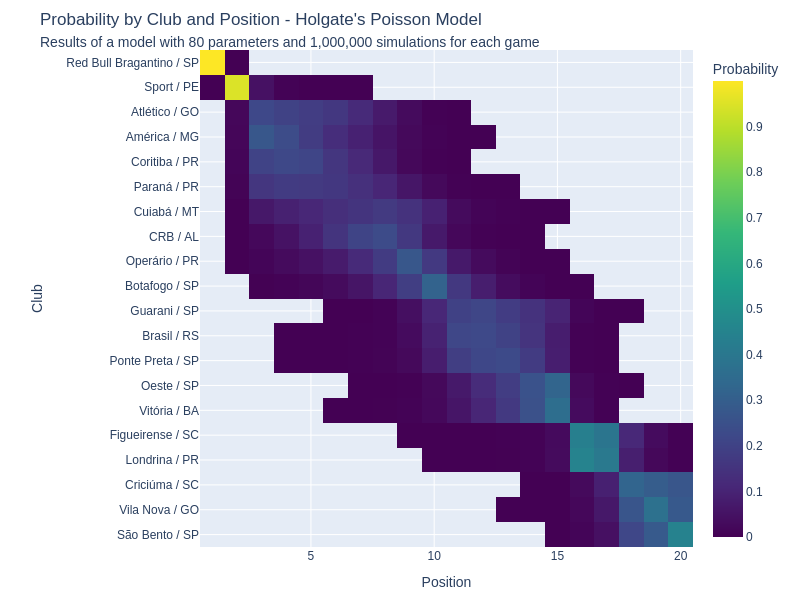 Probability by Club and Position - Holgate's Poisson Model
Results of a model with 80 parameters and 1,000,000 simulations for each game
Probability
Red Bull Bragantino / SP
Sport / PE
Atlético / GO
América / MG
Coritiba / PR
Paraná / PR
Cuiabá / MT
CRB / AL
Operário / PR
Botafogo / SP
Guarani / SP
Brasil / RS
Ponte Preta / SP
Oeste / SP
Vitória / BA
Figueirense / SC
Londrina / PR
Criciúma / SC
Vila Nova / GO
São Bento / SP
Club
5
10
15
20
Position
0.9
0.8
0.7
0.6
0.5
0.4
0.3
0.2
0.1
0